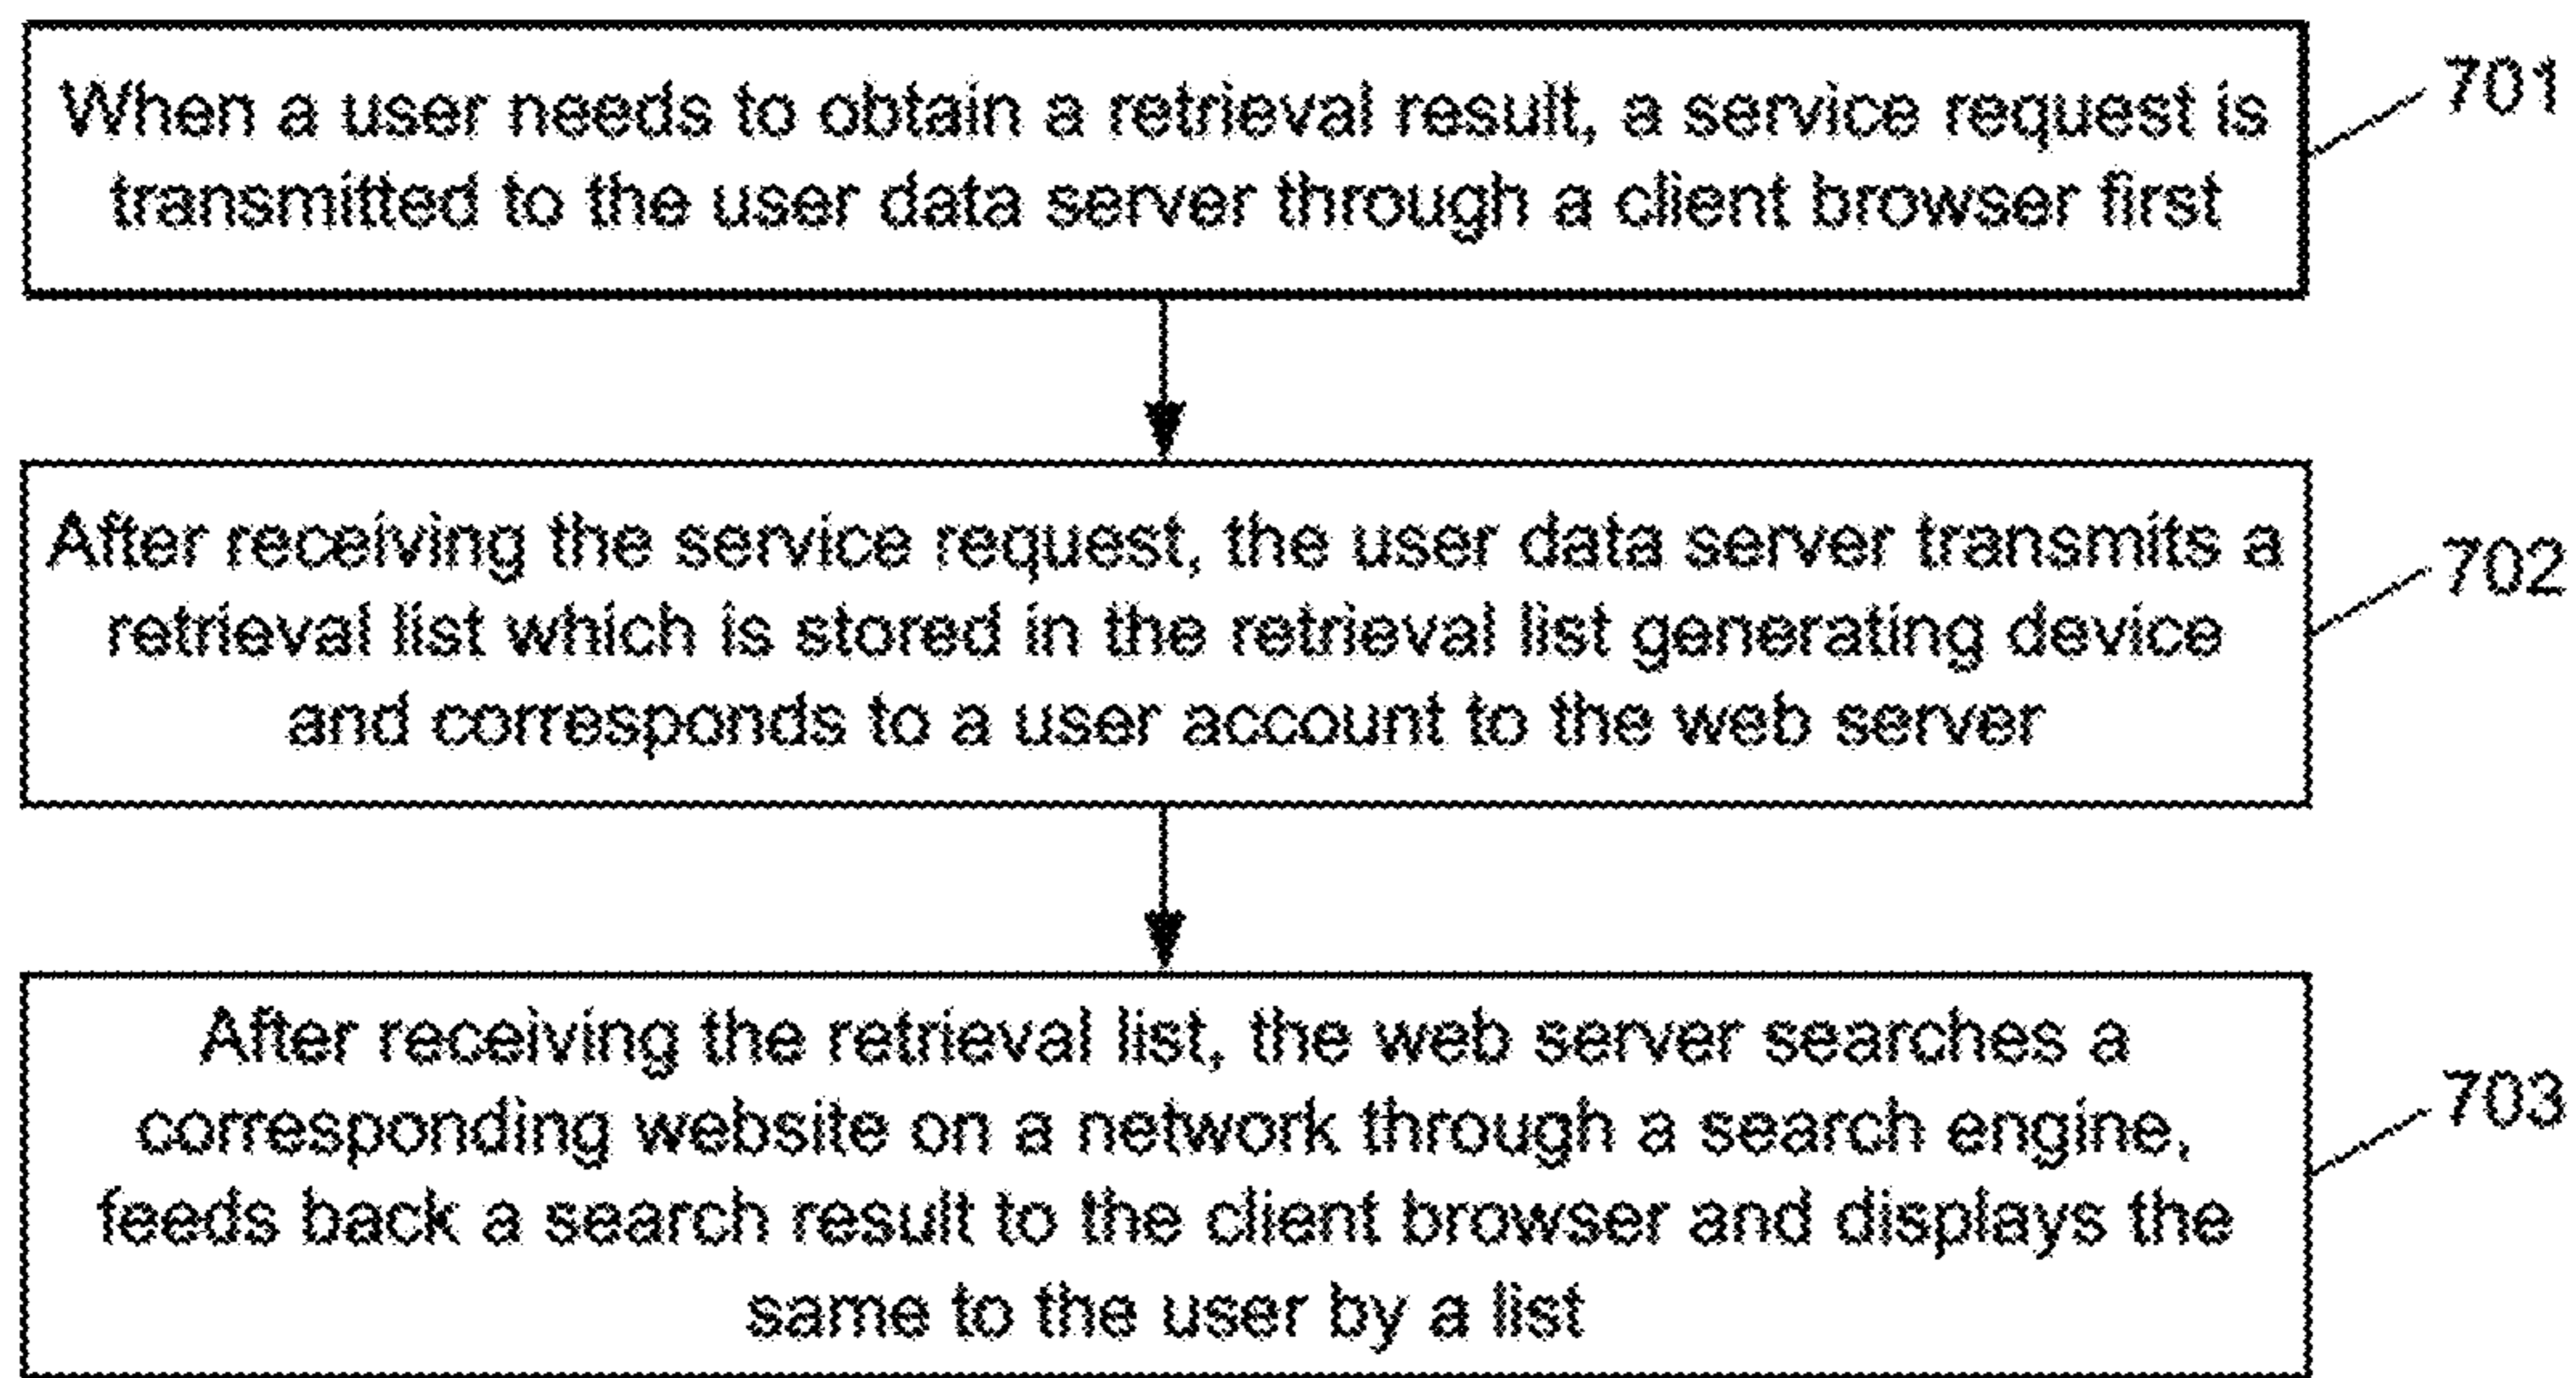 When a user needs to obtain a retrieval result, a service request is
transmitted to the user data server through a client browser first
701
After receiving the service request, the user data server transmits a
retrieval list which is stored in the retrieval list generating device
and corresponds to a user account to the web server
702
After receiving the retrieval list, the web server searches a
corresponding website on a network through a search engine,
feeds back a search result to the client browser and displays the
same to the user by a list
703